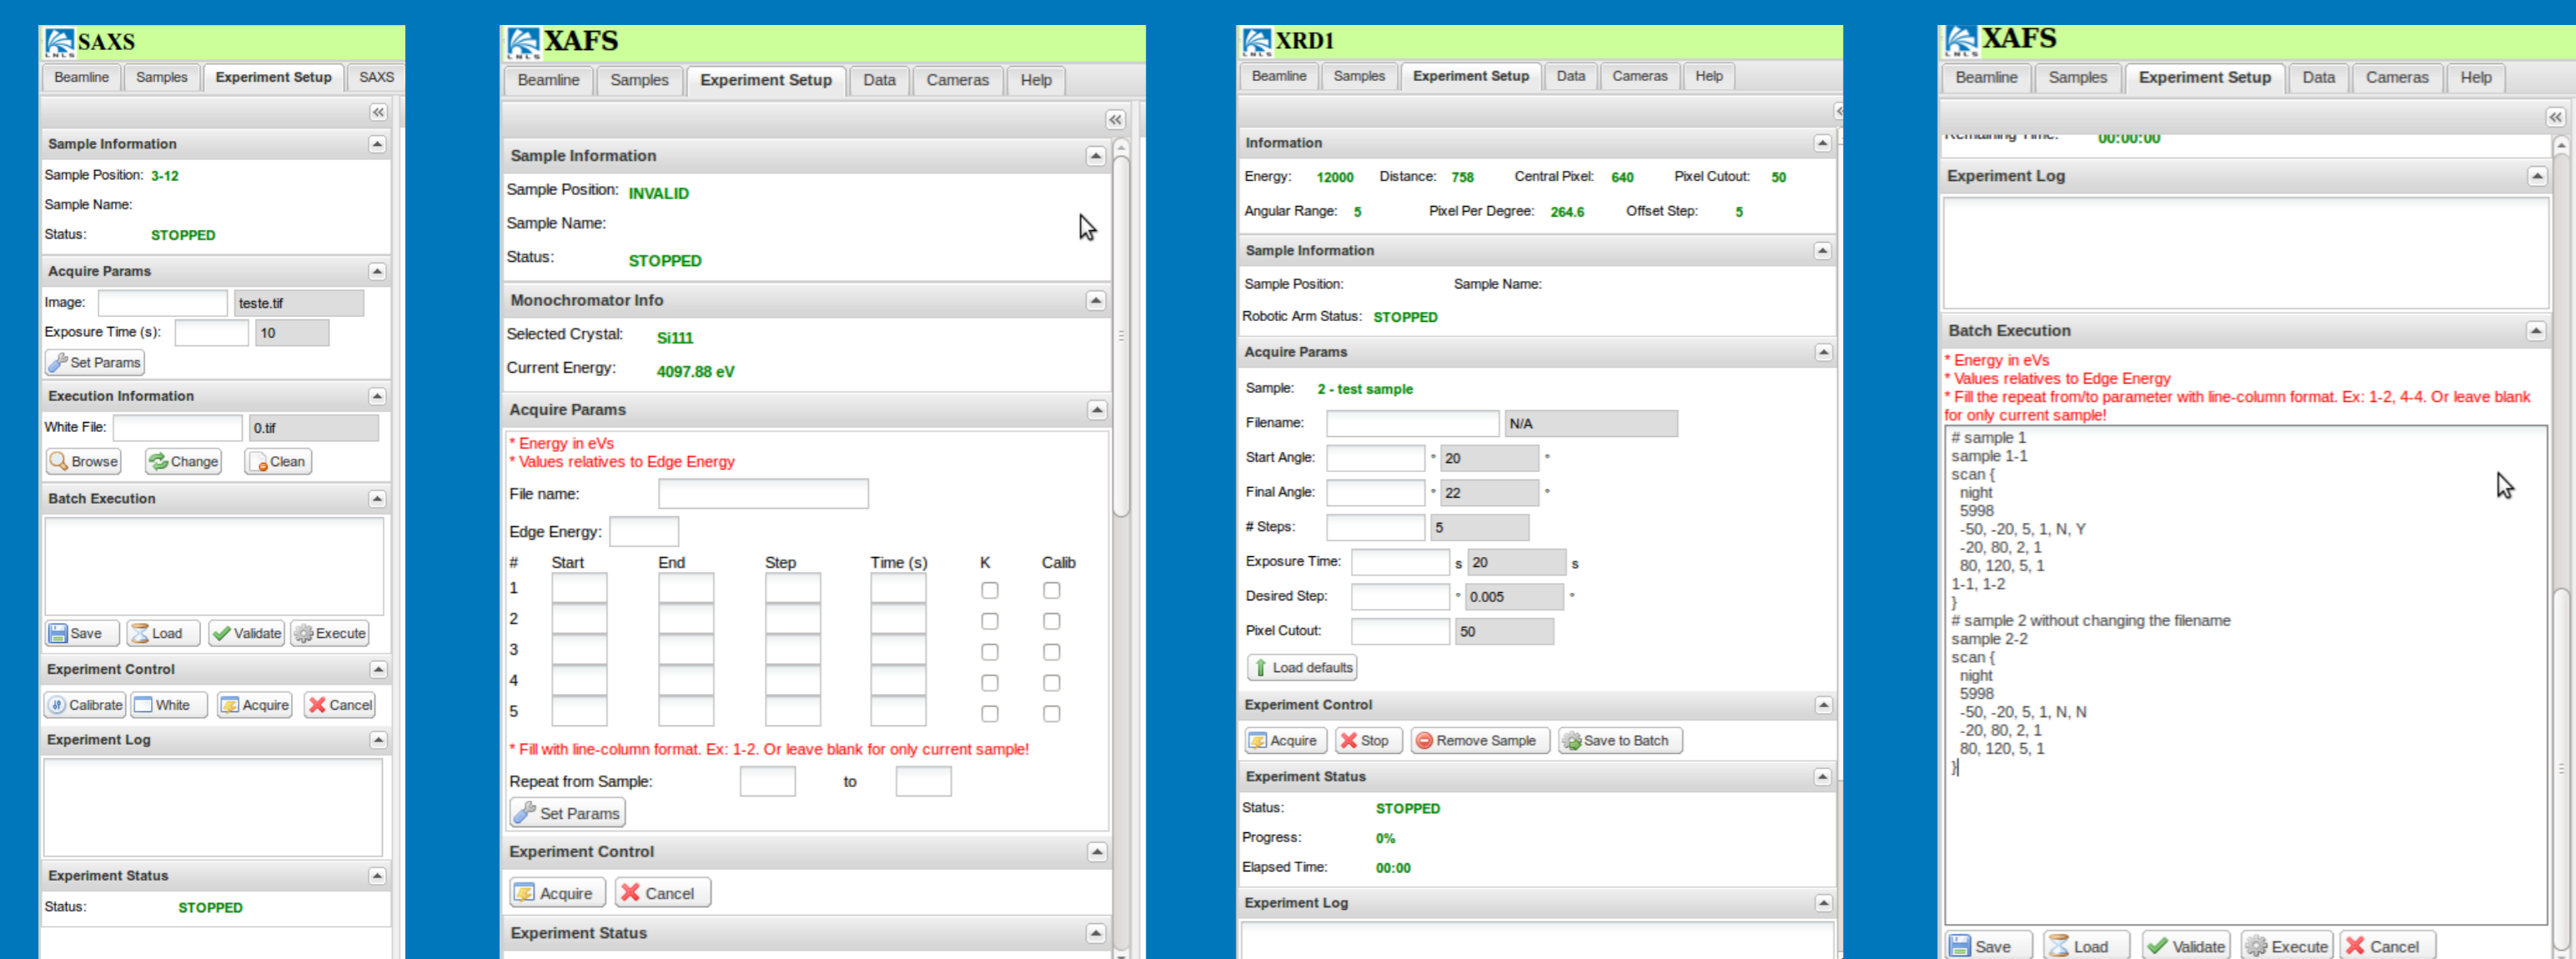 LNLS SAXS
Beamline Samples Experiment Setup SAXS
Sample Information
Sample Position: 3-12
Sample Name:
Status: STOPPED
Acquire Params
Image: teste.tif
Exposure Time (s): 10
Set Params
Execution Information
White File: 0.tif
Browse Change Clean
Batch Execution
Save Load Validate Execute
Experiment Control
Calibrate White Acquire Cancel
Experiment Log
Experiment Status
Status: STOPPED
LNLS XAFS
Beamline Samples Experiment Setup Data Cameras Help
Sample Information
Sample Position: INVALID
Sample Name:
Status: STOPPED
Monochromator Info
Selected Crystal: Si111
Current Energy: 4097.88 eV
Acquire Params
* Energy in eVs
* Values relatives to Edge Energy
File name:
Edge Energy:
# Start End Step Time (s) K Calib
1
2
3
4
5
* Fill with line-column format. Ex: 1-2. Or leave blank for only current sample!
Repeat from Sample: to
Set Params
Experiment Control
Acquire Cancel
Experiment Status
LNLS XRD1
Beamline Samples Experiment Setup Data Cameras Help
Information
Energy: 12000 Distance: 758 Central Pixel: 640 Pixel Cutout: 50
Angular Range: 5 Pixel Per Degree: 264.6 Offset Step: 5
Sample Information
Sample Position: Sample Name:
Robotic Arm Status: STOPPED
Acquire Params
Sample: 2 - test sample
Filename: N/A
Start Angle: ° 20 °
Final Angle: ° 22 °
# Steps: 5
Exposure Time: s 20 s
Desired Step: ° 0.005 °
Pixel Cutout: 50
Load defaults
Experiment Control
Acquire Stop Remove Sample Save to Batch
Experiment Status
Status: STOPPED
Progress: 0%
Elapsed Time: 00:00
Experiment Log
LNLS XAFS
Beamline Samples Experiment Setup Data Cameras Help
Remaining Time: 00:00:00
Experiment Log
Batch Execution
* Energy in eVs
* Values relatives to Edge Energy
* Fill the repeat from/to parameter with line-column format. Ex: 1-2, 4-4. Or leave blank
for only current sample!
# sample 1
sample 1-1
scan {
night
5998
-50, -20, 5, 1, N, Y
-20, 80, 2, 1
80, 120, 5, 1
1-1, 1-2
}
# sample 2 without changing the filename
sample 2-2
scan {
night
5998
-50, -20, 5, 1, N, N
-20, 80, 2, 1
80, 120, 5, 1
}
Save Load Validate Execute Cancel